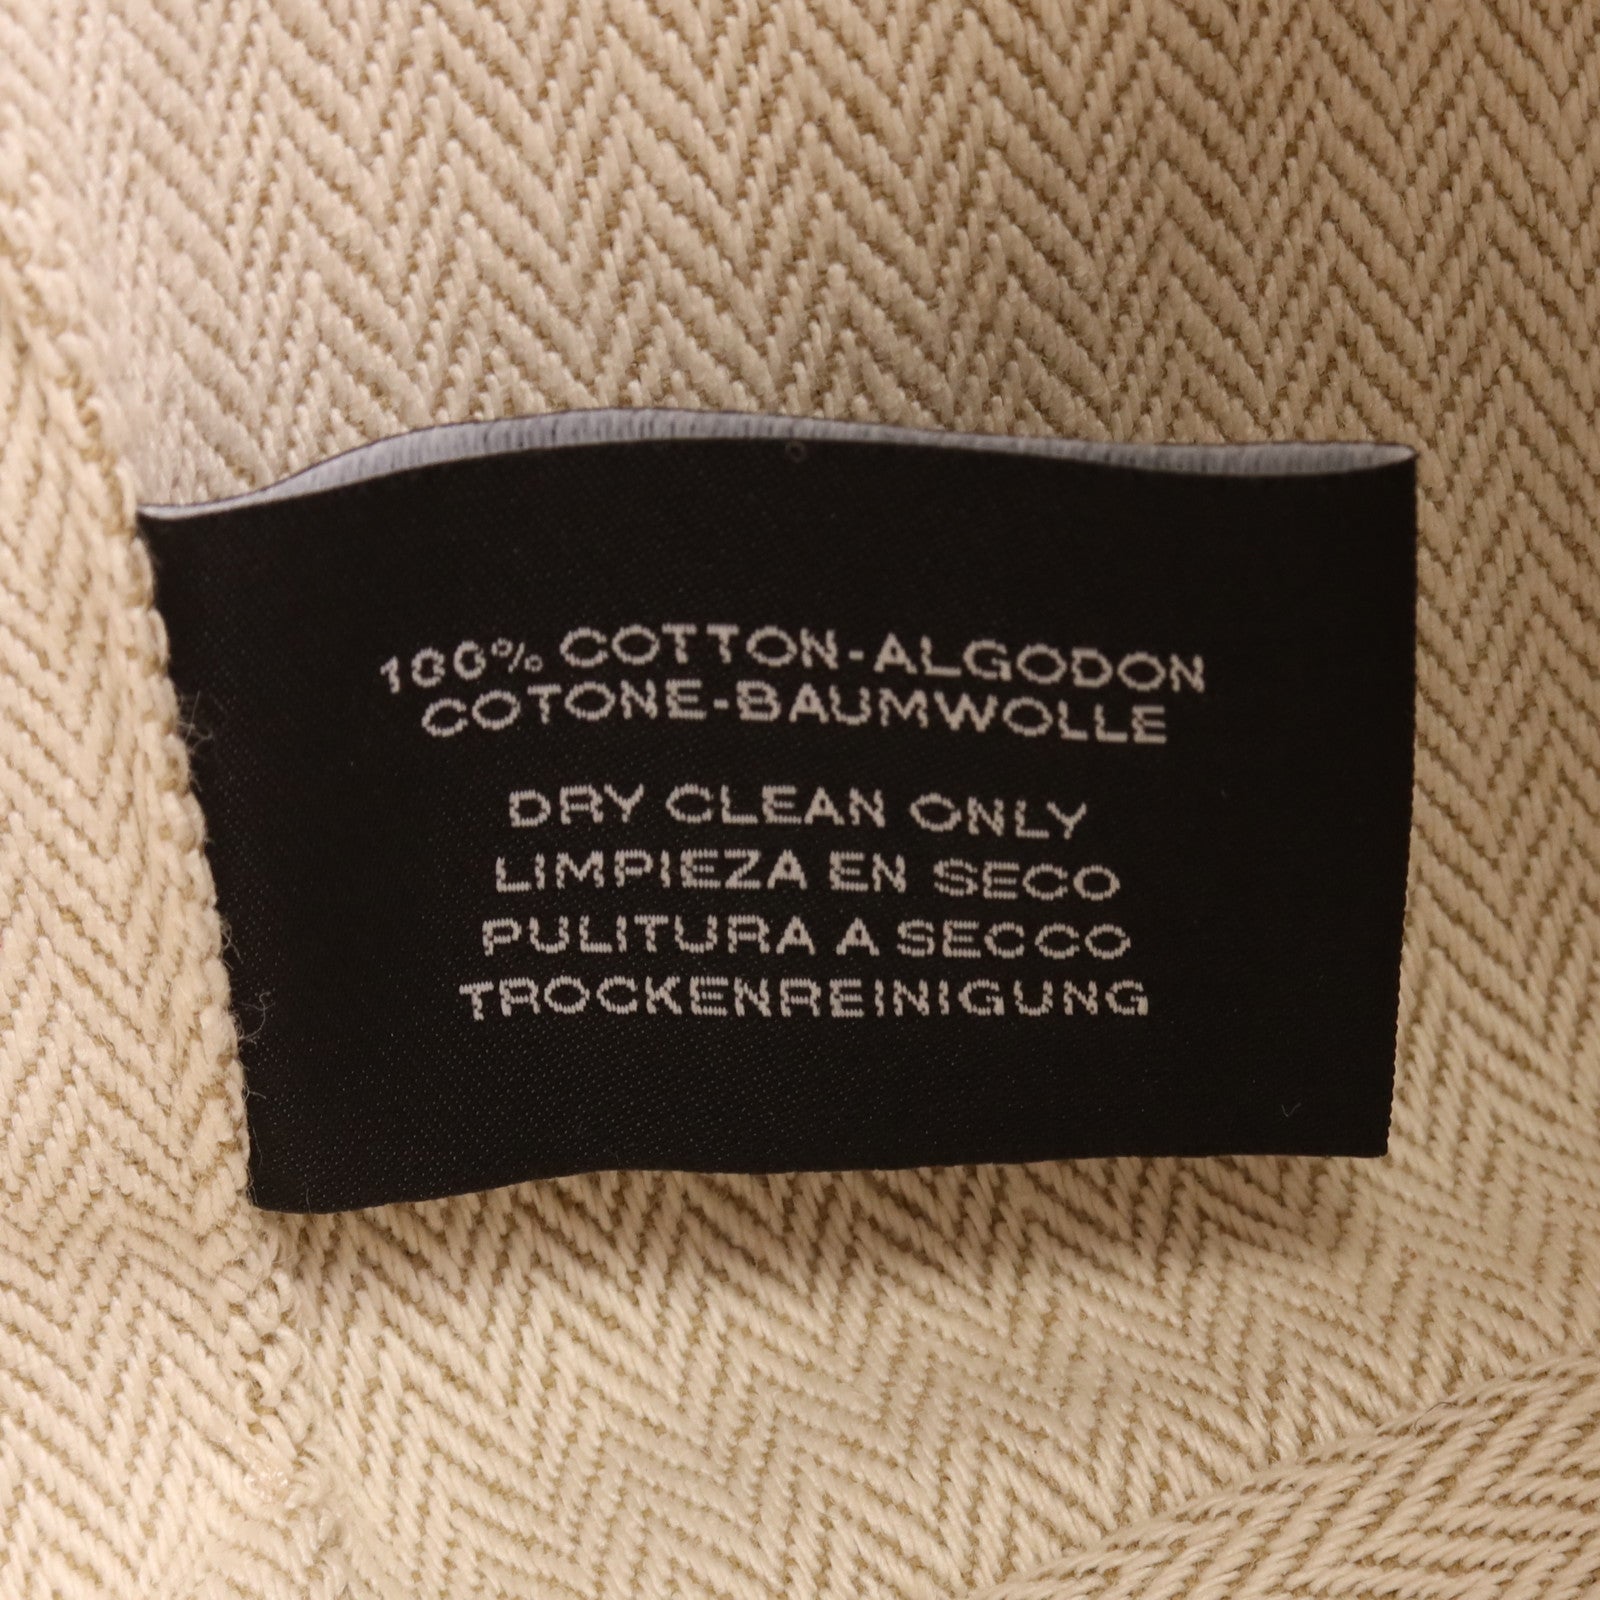 100% COTTON-ALGODON
COTONE-BAUMWOLLE
DRY CLEAN ONLY
LIMPIEZA EN SECO
PULITURA A SECCO
TROCKENREINIGUNG